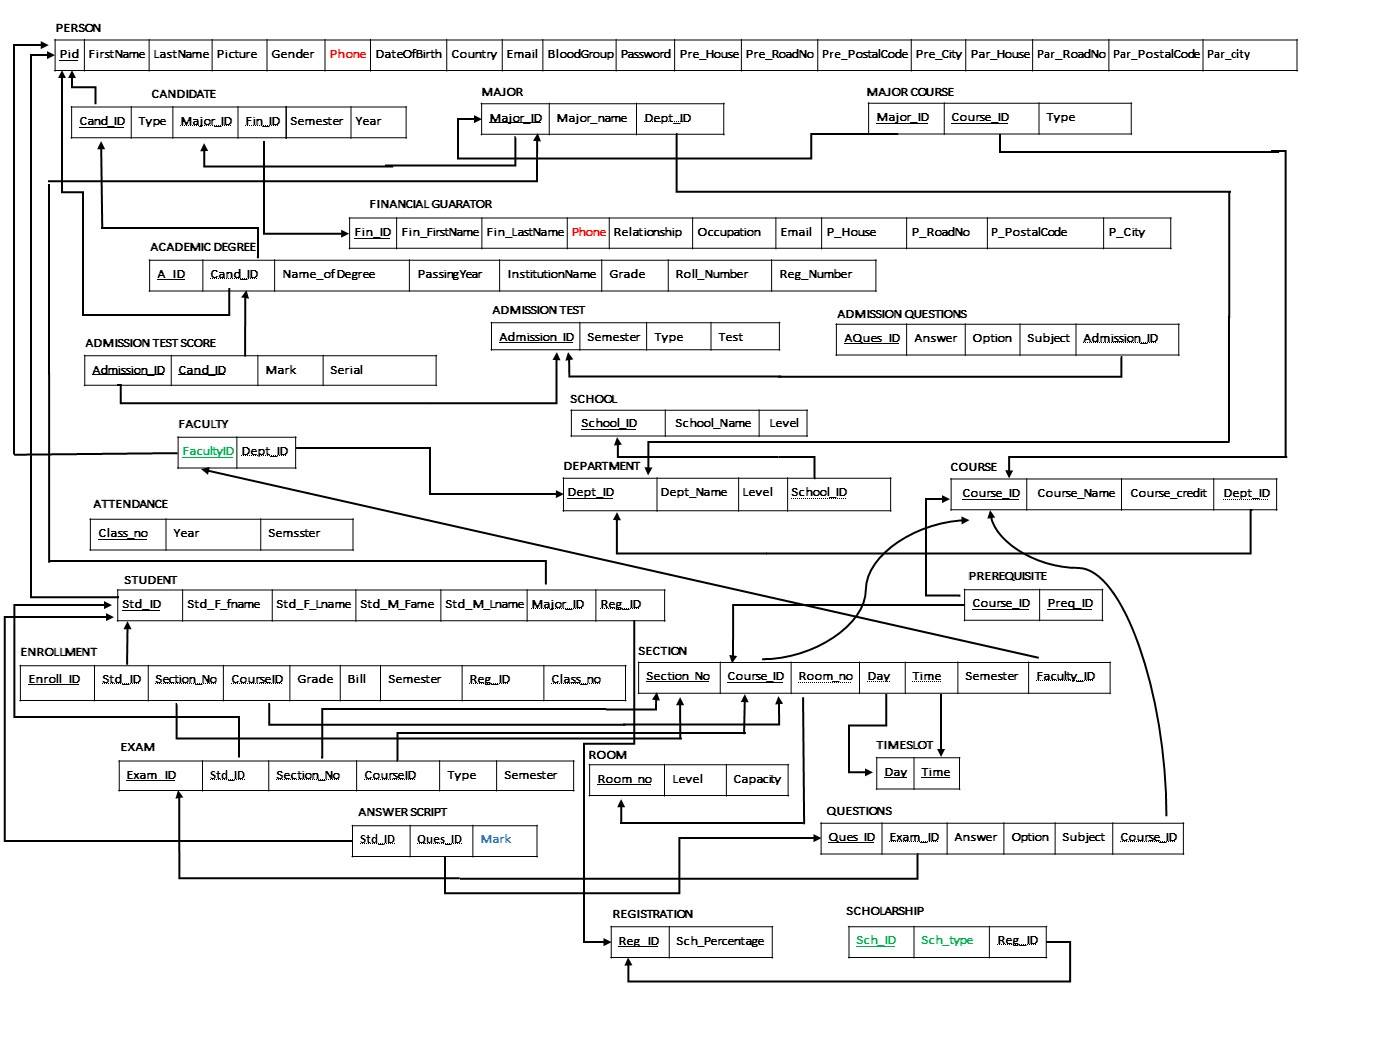 PERSON
Pid FirstName LastName Picture Gender Phone DateOfBirth Country Email BloodGroup Password Pre_House Pre_RoadNo Pre_PostalCode Pre_City Par_House Par_RoadNo Par_PostalCode Par_city
CANDIDATE
Cand_ID Type Major_ID Fin_ID Semester Year
MAJOR
Major_ID Major_name Dept_ID
MAJOR COURSE
Major_ID Course_ID Type
FINANCIAL GUARATOR
Fin_ID Fin_FirstName Fin_LastName Phone Relationship Occupation Email P_House P_RoadNo P_PostalCode P_City
ACADEMIC DEGREE
A_ID Cand_ID Name_of Degree PassingYear InstitutionName Grade Roll_Number Reg_Number
ADMISSION TEST
Admission_ID Semester Type Test
ADMISSION QUESTIONS
AQues_ID Answer Option Subject Admission_ID
ADMISSION TEST SCORE
Admission_ID Cand_ID Mark Serial
SCHOOL
School_ID School_Name Level
FACULTY
FacultyID Dept_ID
DEPARTMENT
Dept_ID Dept_Name Level School_ID
COURSE
Course_ID Course_Name Course_credit Dept_ID
ATTENDANCE
Class_no Year Semsster
STUDENT
Std_ID Std_F_fname Std_F_Lname Std_M_Fame Std_M_Lname Major_ID Reg_ID
PREREQUISITE
Course_ID Preq_ID
ENROLLMENT
Enroll_ID Std_ID Section_No CourseID Grade Bill Semester Reg_ID Class_no
SECTION
Section_No Course_ID Room_no Day Time Semester Faculty_ID
EXAM
Exam_ID Std_ID Section_No CourseID Type Semester
ROOM
Room_no Level Capacity
TIMESLOT
Day Time
ANSWER SCRIPT
Std_ID Ques_ID Mark
QUESTIONS
Ques_ID Exam_ID Answer Option Subject Course_ID
REGISTRATION
Reg_ID Sch_Percentage
SCHOLARSHIP
Sch_ID Sch_type Reg_ID